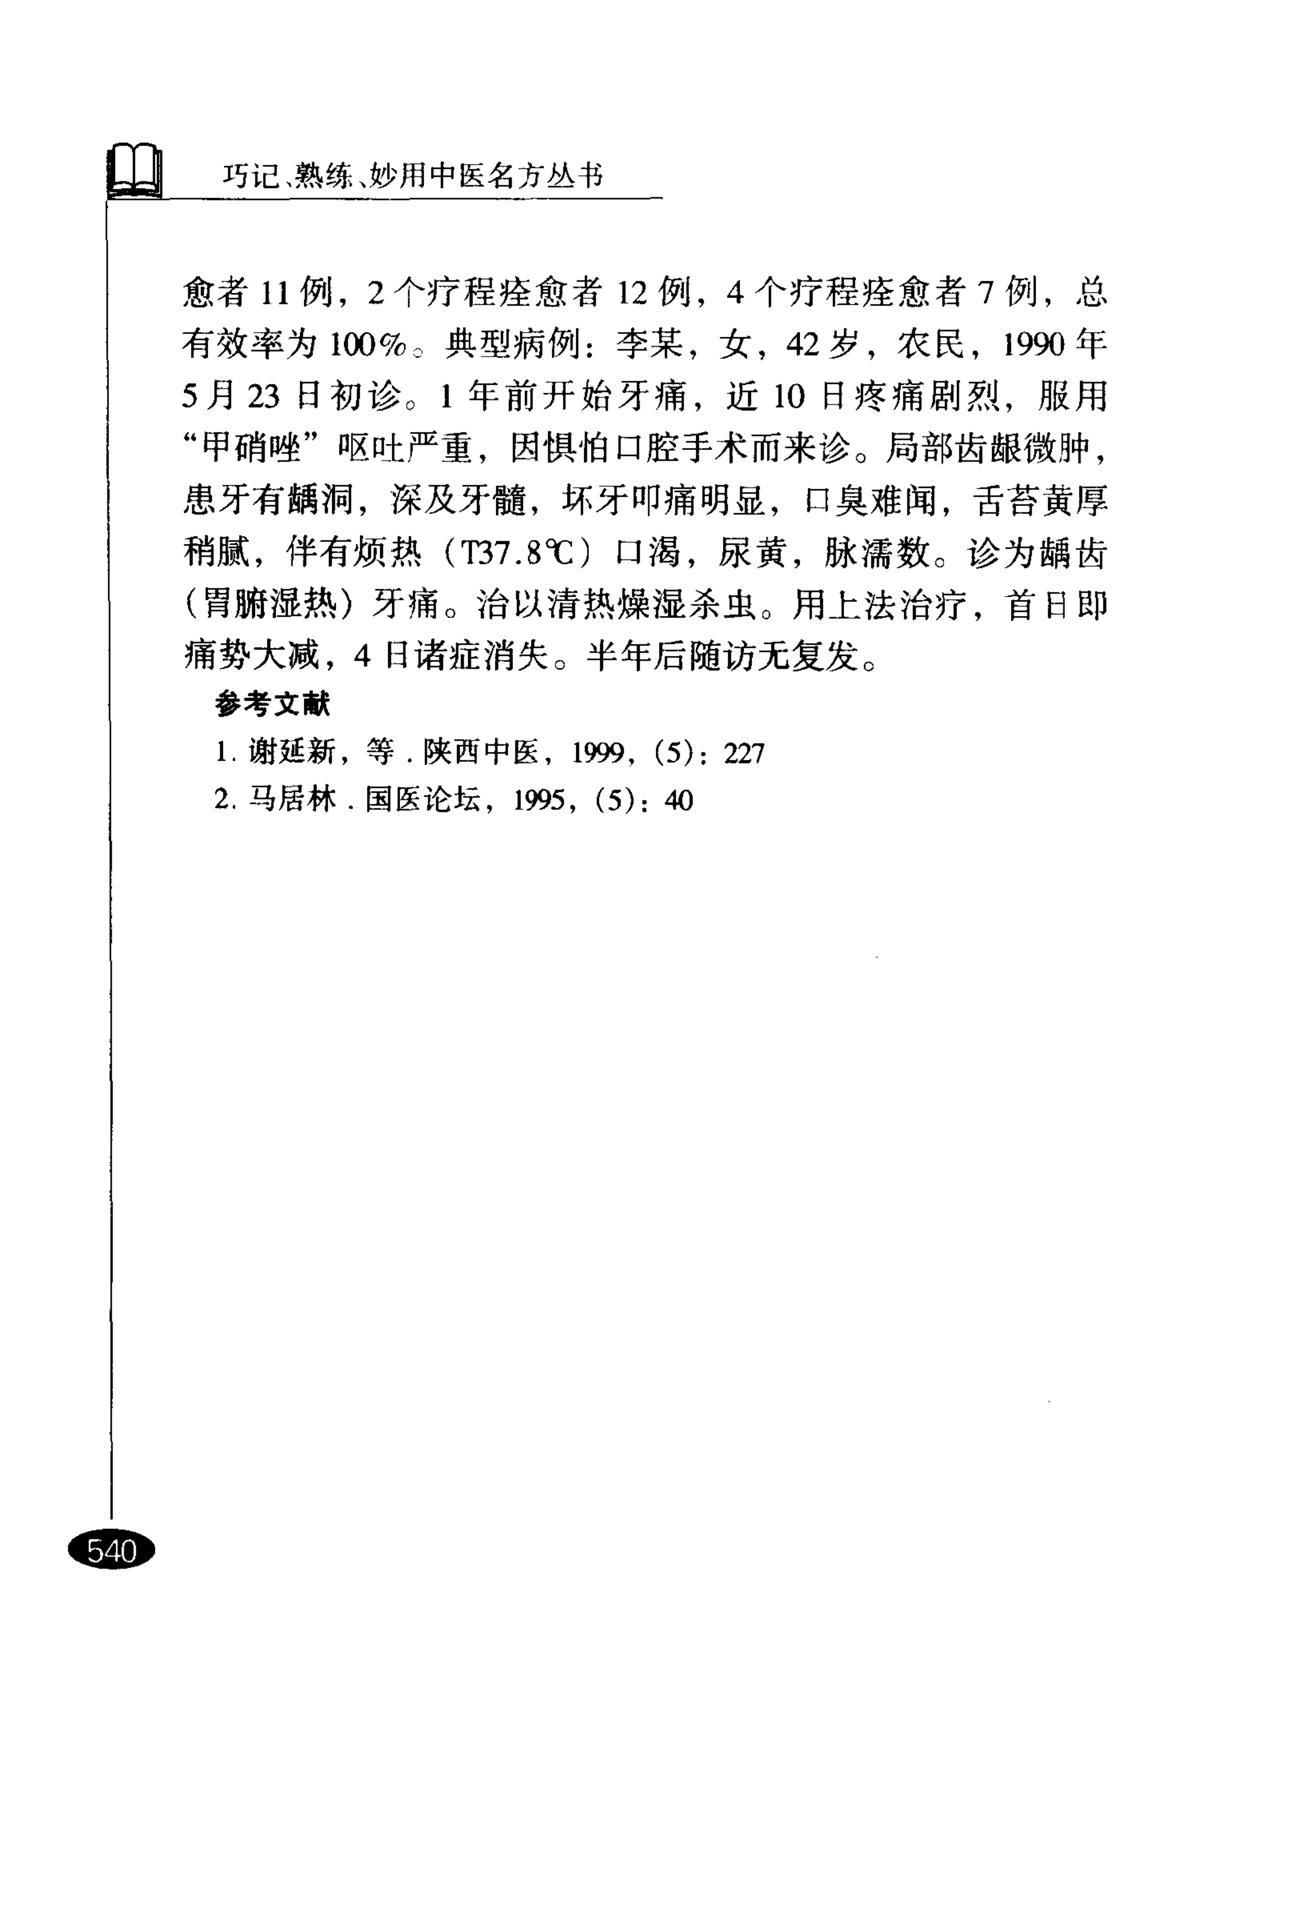 巧记、熟练、妙用中医名方丛书
愈者 11 例，2 个疗程痊愈者 12 例，4 个疗程痊愈者 7 例，总
有效率为 100%。典型病例：李某，女，42 岁，农民，1990 年
5 月 23 日初诊。1 年前开始牙痛，近 10 日疼痛剧烈，服用
“甲硝唑”呕吐严重，因惧怕口腔手术而来诊。局部齿龈微肿，
患牙有龋洞，深及牙髓，坏牙叩痛明显，口臭难闻，舌苔黄厚
稍腻，伴有烦热（T37.8℃）口渴，尿黄，脉濡数。诊为龋齿
（胃腑湿热）牙痛。治以清热燥湿杀虫。用上法治疗，首日即
痛势大减，4 日诸症消失。半年后随访无复发。
参考文献
1. 谢延新，等．陕西中医，1999，(5)：227
2. 马居林．国医论坛，1995，(5)：40
540